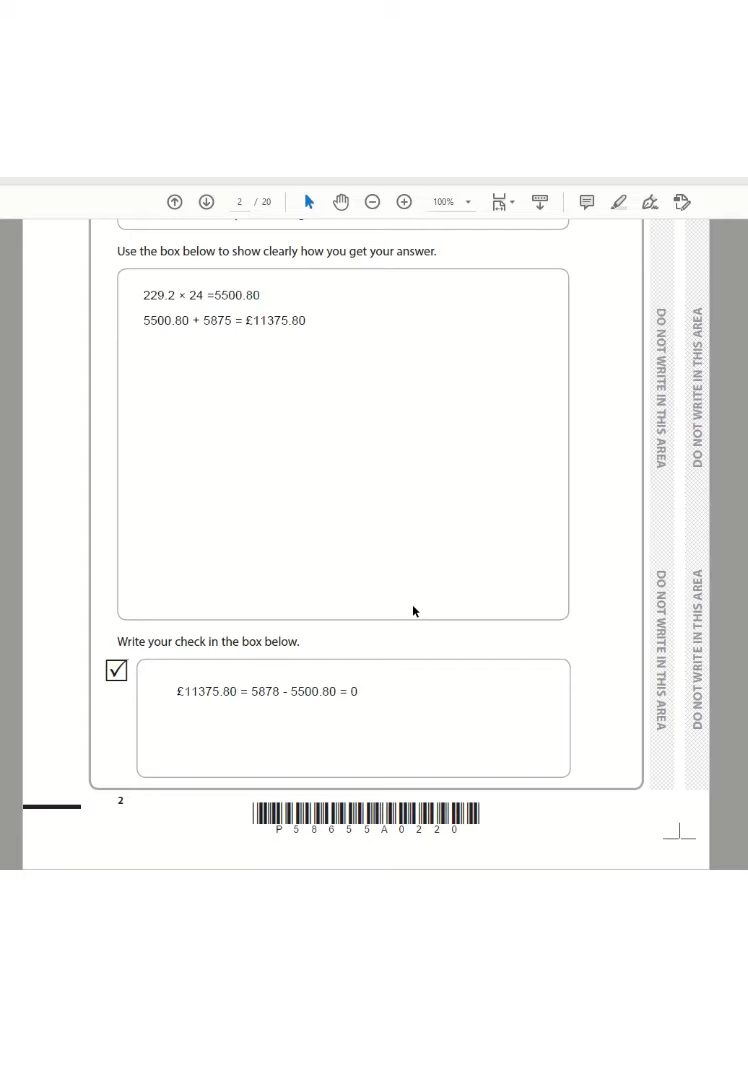 2 / 20
100%
Use the box below to show clearly how you get your answer.
229.2 × 24 =5500.80
5500.80 + 5875 = £11375.80
DO NOT WRITE IN THIS AREA
DO NOT WRITE IN THIS AREA
Write your check in the box below.
£11375.80 = 5878 - 5500.80 = 0
DO NOT WRITE IN THIS AREA
DO NOT WRITE IN THIS AREA
2
P 5 8 6 5 5 A 0 2 2 0